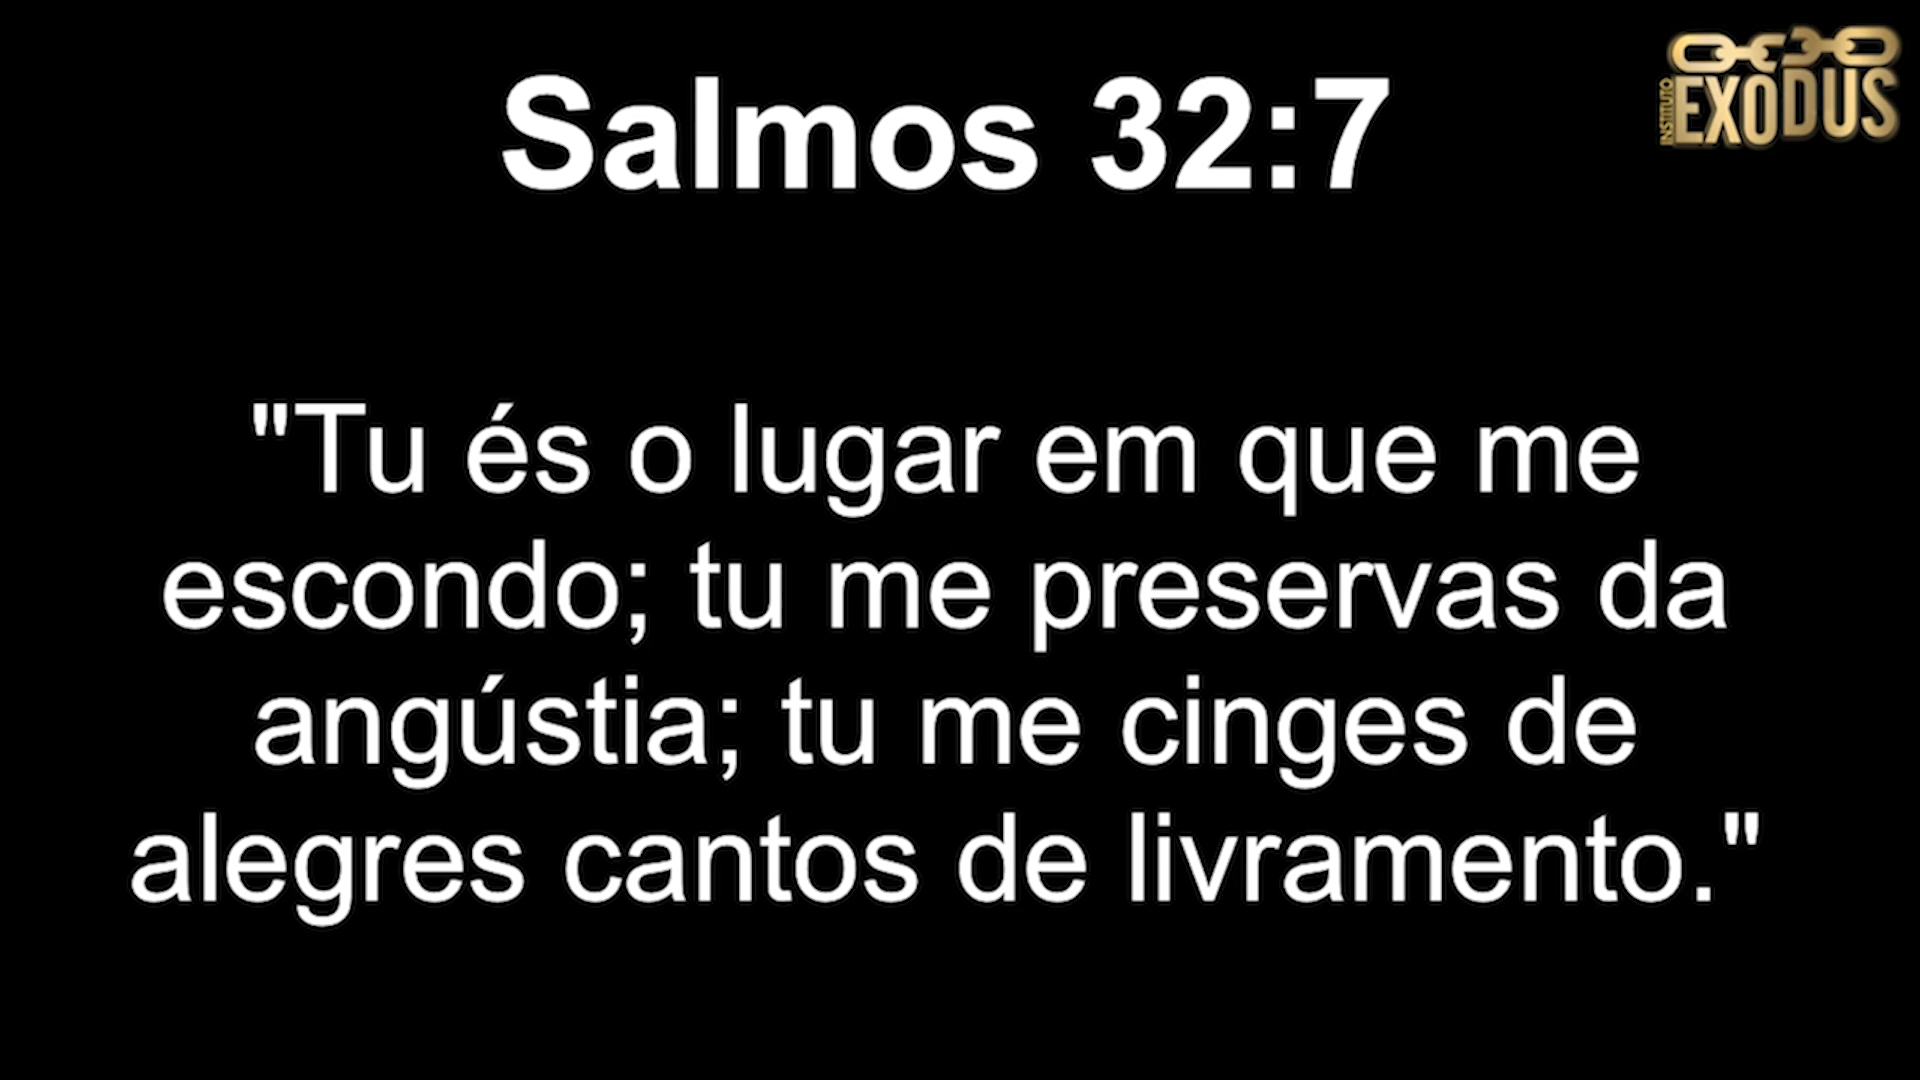 Salmos 32:7
INSTITUTO
EXODUS
"Tu és o lugar em que me
escondo; tu me preservas da
angústia; tu me cinges de
alegres cantos de livramento."